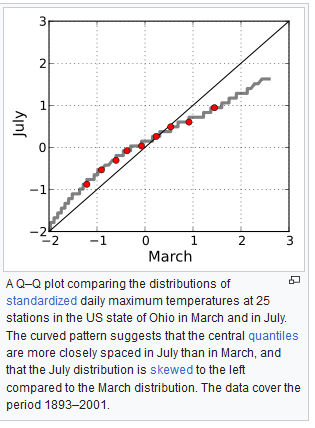 3
2
1
0
−1
−2
July
−2 −1 0 1 2 3
March
A Q–Q plot comparing the distributions of
standardized daily maximum temperatures at 25
stations in the US state of Ohio in March and in July.
The curved pattern suggests that the central quantiles
are more closely spaced in July than in March, and
that the July distribution is skewed to the left
compared to the March distribution. The data cover the
period 1893–2001.